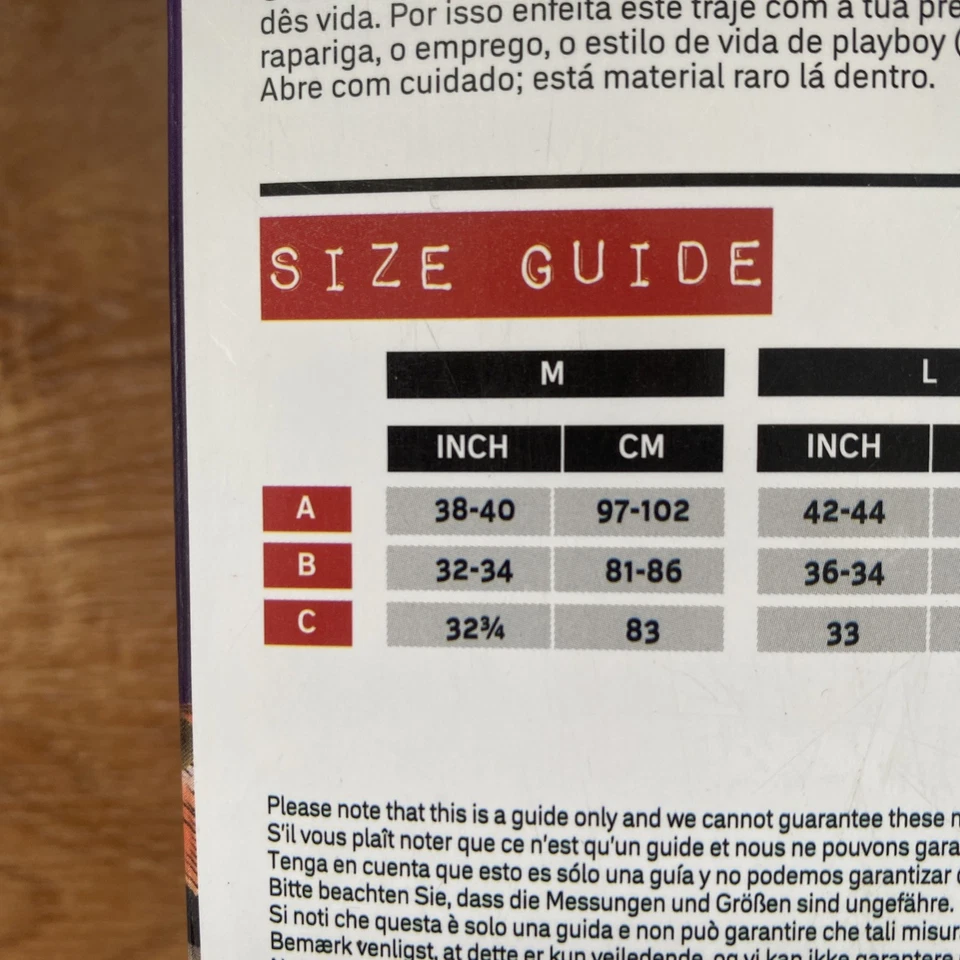 dês vida. Por isso enfeita este traje com a tua
rapariga, o emprego, o estilo de vida de playboy (
Abre com cuidado; está material raro lá dentro.
SIZE GUIDE
M L
INCH CM INCH
A 38-40 97-102 42-44
B 32-34 81-86 36-34
C 32¾ 83 33
Please note that this is a guide only and we cannot guarantee these
S'il vous plaît noter que ce n'est qu'un guide et nous ne pouvons
Tenga en cuenta que esto es sólo una guía y no podemos garantizar
Bitte beachten Sie, dass die Messungen und Größen sind ungefähre.
Si noti che questa è solo una guida e non può garantire che tali
Bemærk venligst, at dette er kun vejledende, og vi kan ikke garantere